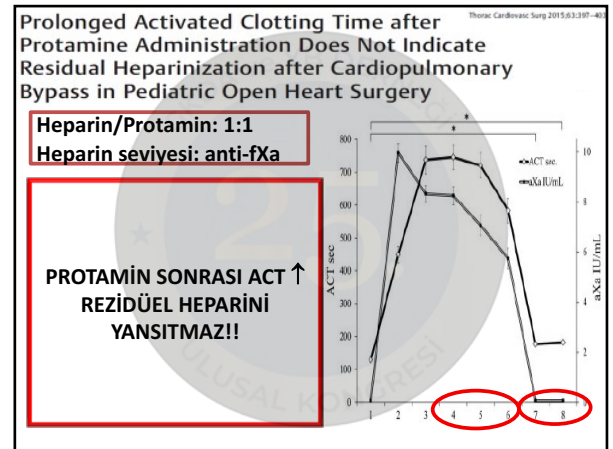 Prolonged Activated Clotting Time after
Thorac Cardiovasc Surg 2015;63:397–403
Protamine Administration Does Not Indicate
Residual Heparinization after Cardiopulmonary
Bypass in Pediatric Open Heart Surgery
Heparin/Protamin: 1:1
Heparin seviyesi: anti-fXa
PROTAMİN SONRASI ACT ↑
REZİDÜEL HEPARİNİ
YANSITMAZ!!
*
*
ACT sec.
aXa IU/mL
800
700
600
500
400
300
200
100
0
ACT sec
10
8
6
4
2
0
aXa IU/mL
1 2 3 4 5 6 7 8
25
ULUSAL KONGRESİ